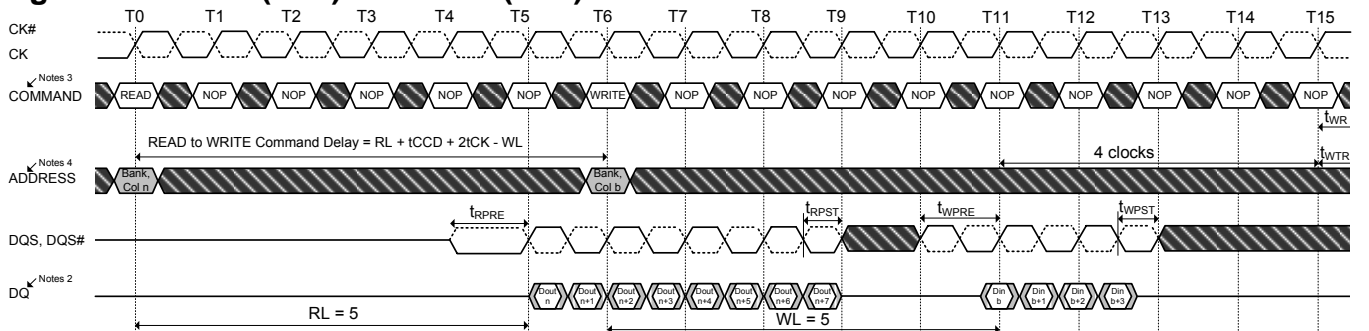 T0 T1 T2 T3 T4 T5 T6 T7 T8 T9 T10 T11 T12 T13 T14 T15
CK#
CK
Notes 3
COMMAND READ NOP NOP NOP NOP NOP WRITE NOP NOP NOP NOP NOP NOP NOP NOP NOP
tWR
READ to WRITE Command Delay = RL + tCCD + 2tCK - WL
4 clocks
tWTR
Notes 4
ADDRESS
Bank,
Col n
Bank,
Col b
tRPRE tRPST tWPRE tWPST
DQS, DQS#
Notes 2
DQ
Dout
n
Dout
n+1
Dout
n+2
Dout
n+3
Dout
n+4
Dout
n+5
Dout
n+6
Dout
n+7
Din
b
Din
b+1
Din
b+2
Din
b+3
RL = 5
WL = 5